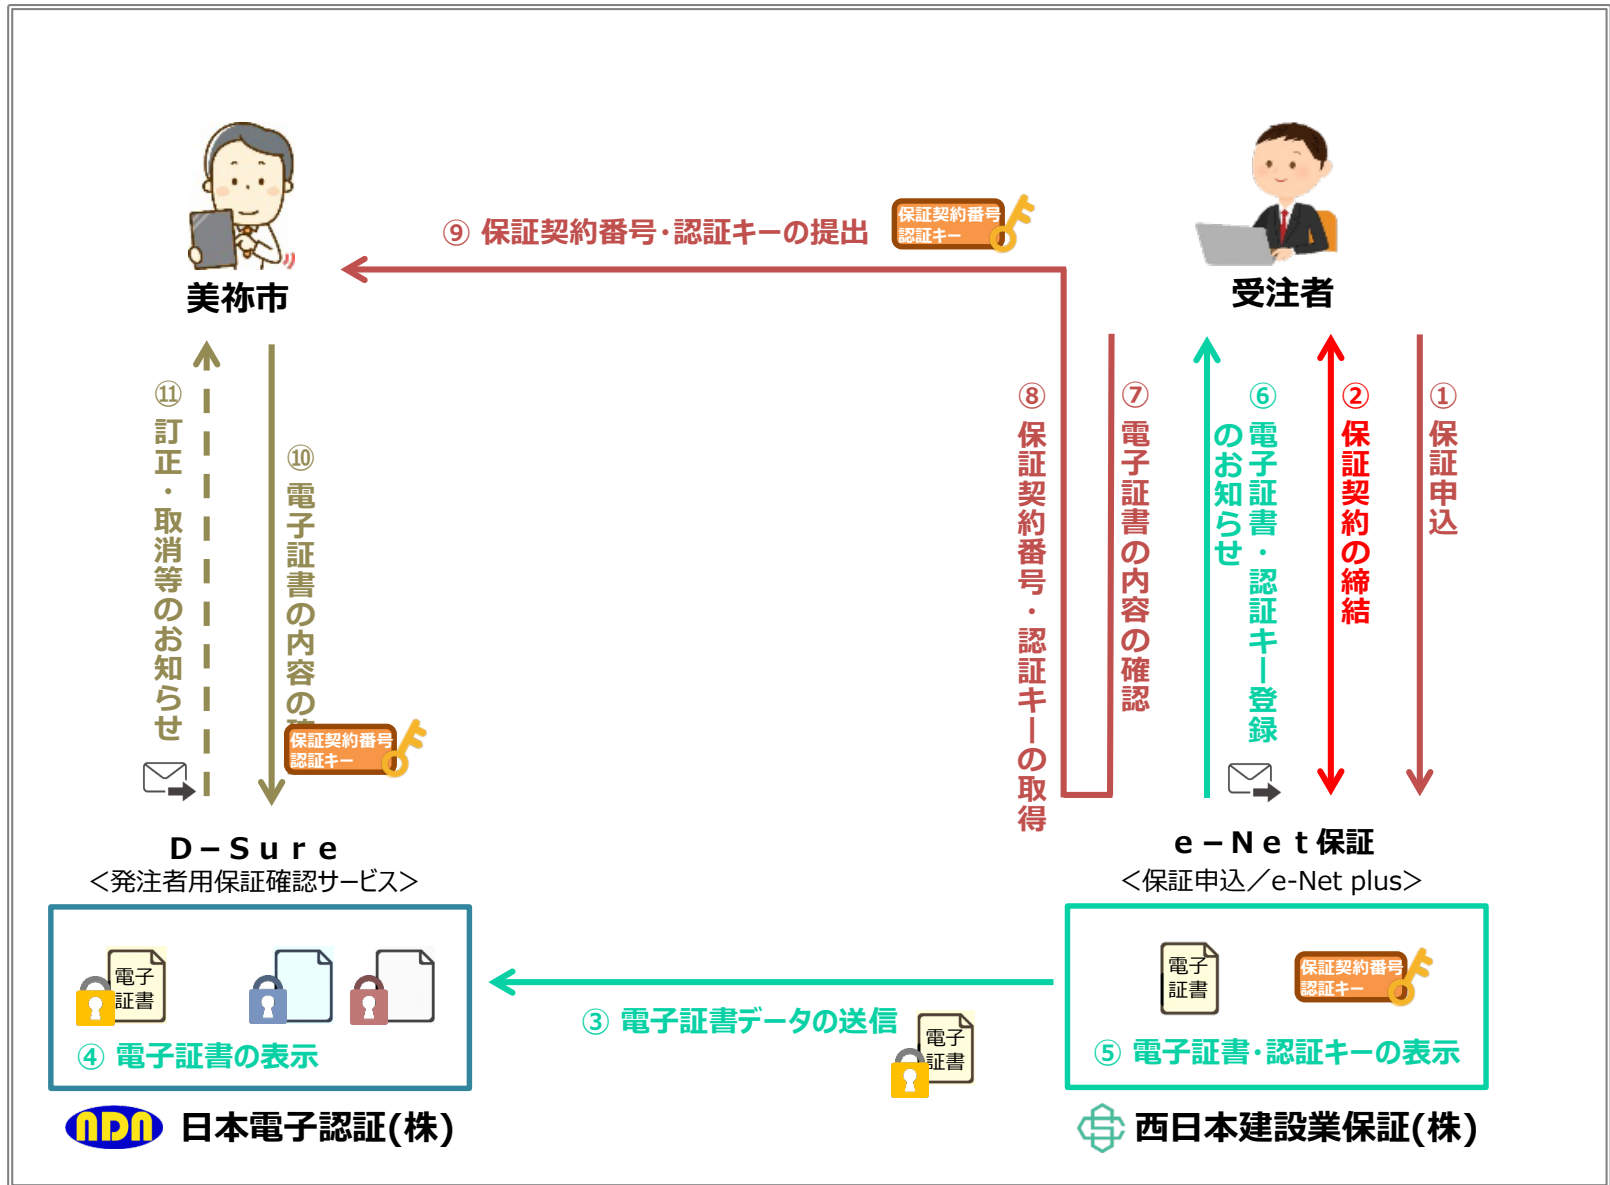 ⑨ 保証契約番号・認証キーの提出
保証契約番号
認証キー
美祢市
受注者
⑪ 訂正・取消等のお知らせ
⑩ 電子証書の内容の
保証契約番号
認証キー
⑧ 保証契約番号・認証キーの取得
⑦ 電子証書の内容の確認
⑥ 電子証書・認証キー登録
のお知らせ
② 保証契約の締結
① 保証申込
D－Sure
＜発注者用保証確認サービス＞
e－Net保証
＜保証申込／e-Net plus＞
電子
証書
④ 電子証書の表示
③ 電子証書データの送信
電子
証書
電子
証書
保証契約番号
認証キー
⑤ 電子証書・認証キーの表示
NDN 日本電子認証(株)
西日本建設業保証(株)